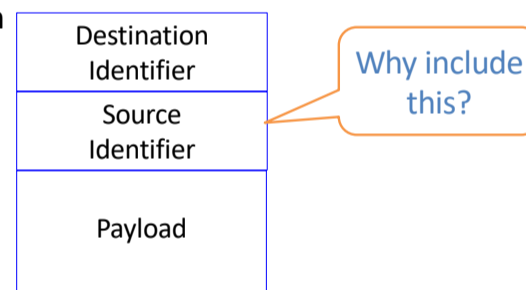 Destination
Identifier
Source
Identifier
Payload
Why include
this?